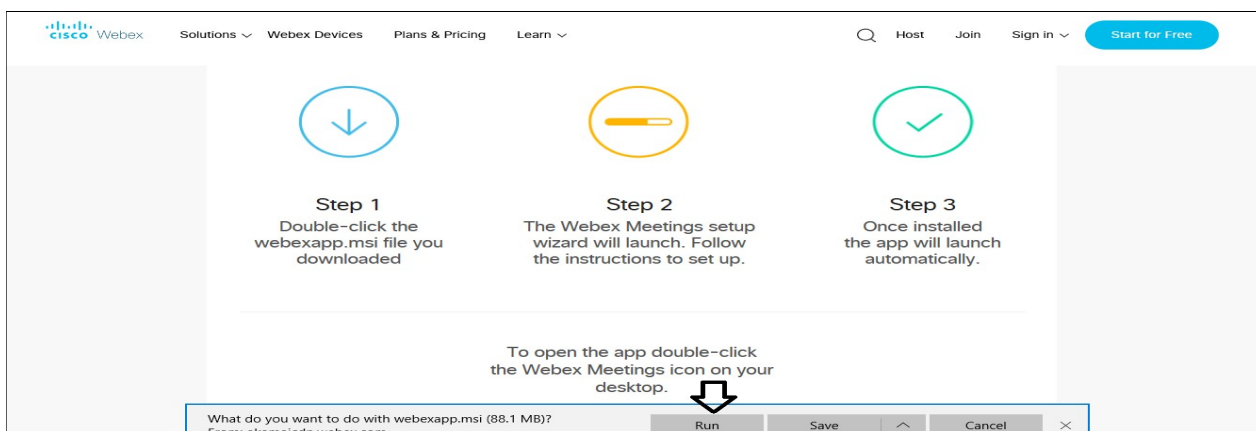 CISCO Webex Solutions Webex Devices Plans & Pricing Learn Host Join Sign in Start for Free
Step 1
Double-click the
webexapp.msi file you
downloaded
Step 2
The Webex Meetings setup
wizard will launch. Follow
the instructions to set up.
Step 3
Once installed
the app will launch
automatically.
To open the app double-click
the Webex Meetings icon on your
desktop.
What do you want to do with webexapp.msi (88.1 MB)?
Run Save Cancel